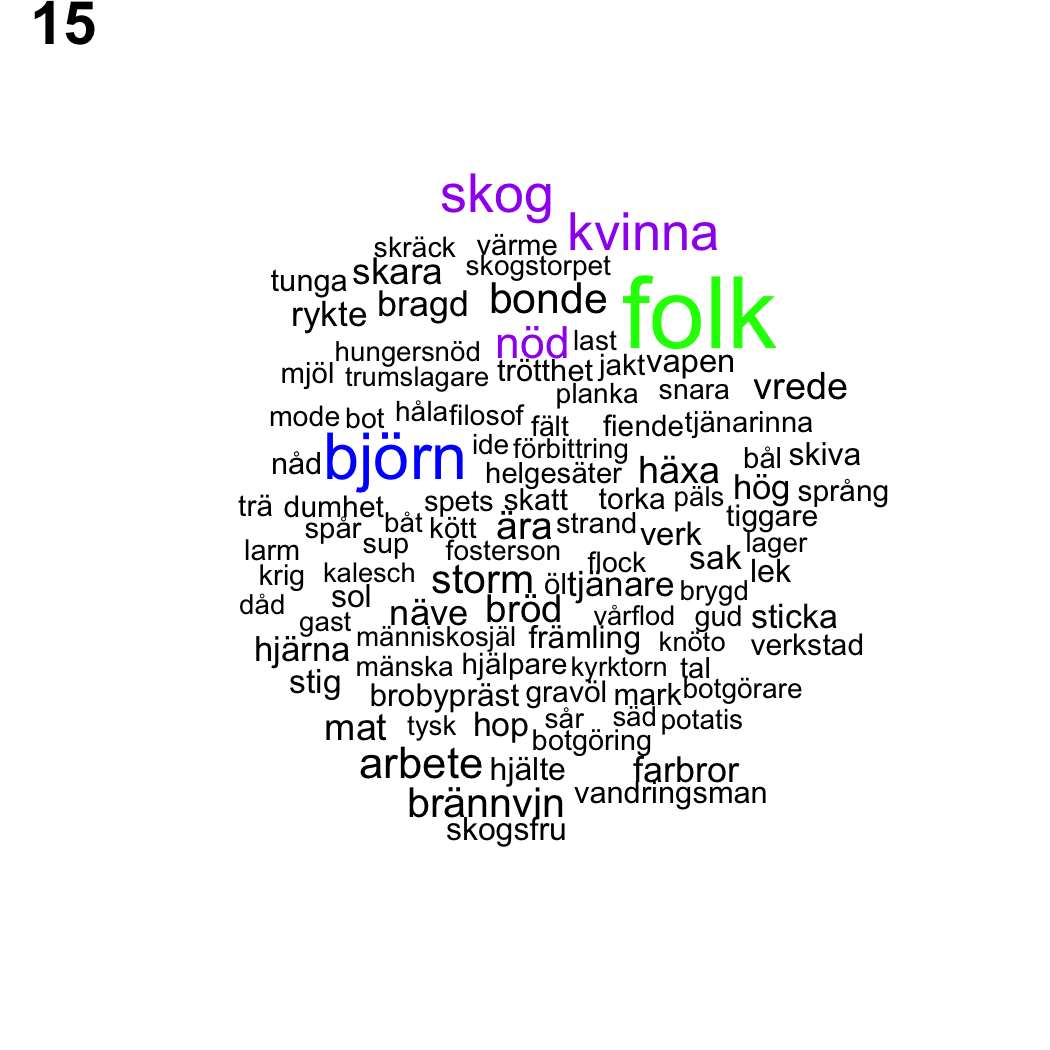 15
skog
kvinna
skräck värme
tunga skara skogstorpet
rykte bragd bonde folk
hungersnöd nöd last
mjöl trumslagare trötthet jakt vapen
planka snara vrede
mode bot håla filosof fält fiende tjänarinna
nåd björn ide förbittring bål skiva
helgesäter häxa hög språng
trä dumhet spets skatt torka päls
spår båt kött ära strand verk tiggare
larm sup fosterson flock sak lager
krig kalesch storm öl tjänare brygd lek
dåd sol näve bröd vårflod gud sticka
gast människosjäl främling knöto verkstad
hjärna mänska hjälpare kyrktorn tal
stig brobypräst gravöl mark botgörare
mat tysk hop sår säd potatis
botgöring
arbete hjälte farbror
brännvin vandringsman
skogsfru